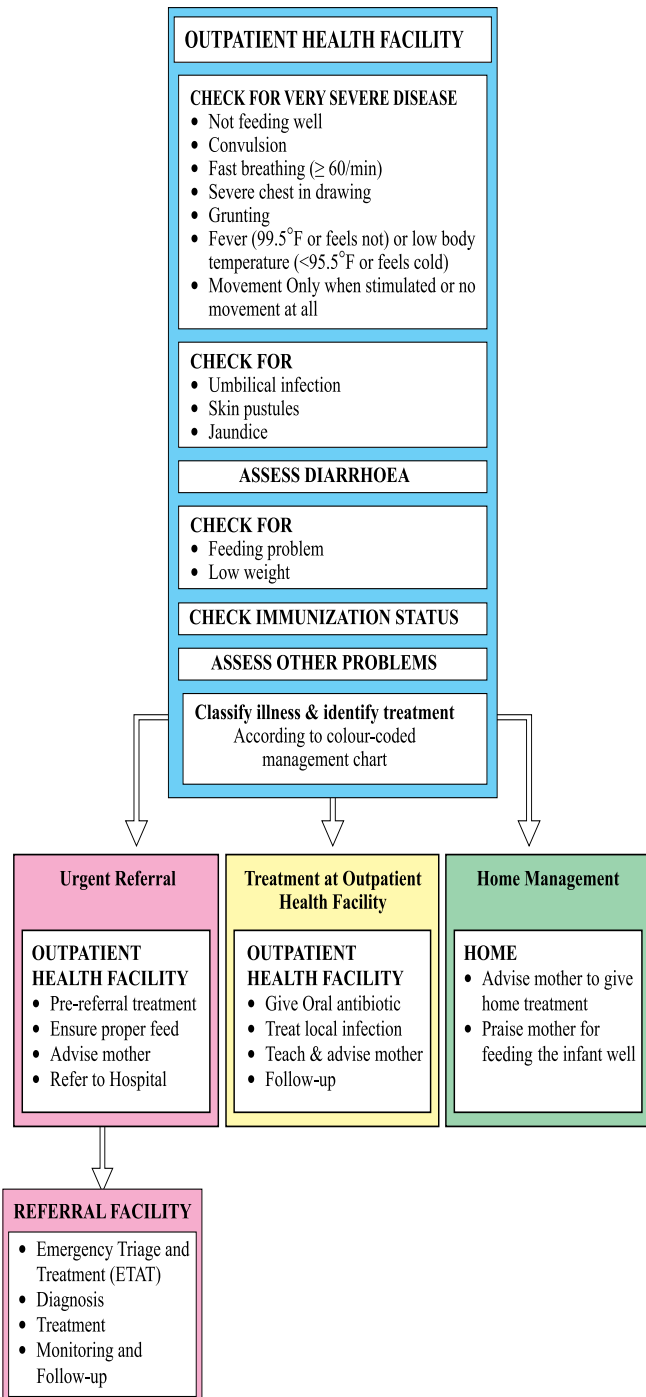 OUTPATIENT HEALTH FACILITY
CHECK FOR VERY SEVERE DISEASE
• Not feeding well
• Convulsion
• Fast breathing (≥ 60/min)
• Severe chest in drawing
• Grunting
• Fever (99.5°F or feels not) or low body
temperature (<95.5°F or feels cold)
• Movement Only when stimulated or no
movement at all
CHECK FOR
• Umbilical infection
• Skin pustules
• Jaundice
ASSESS DIARRHOEA
CHECK FOR
• Feeding problem
• Low weight
CHECK IMMUNIZATION STATUS
ASSESS OTHER PROBLEMS
Classify illness & identify treatment
According to colour-coded
management chart
Urgent Referral
OUTPATIENT
HEALTH FACILITY
• Pre-referral treatment
• Ensure proper feed
• Advise mother
• Refer to Hospital
Treatment at Outpatient
Health Facility
OUTPATIENT
HEALTH FACILITY
• Give Oral antibiotic
• Treat local infection
• Teach & advise mother
• Follow-up
Home Management
HOME
• Advise mother to give
home treatment
• Praise mother for
feeding the infant well
REFERRAL FACILITY
• Emergency Triage and
Treatment (ETAT)
• Diagnosis
• Treatment
• Monitoring and
Follow-up